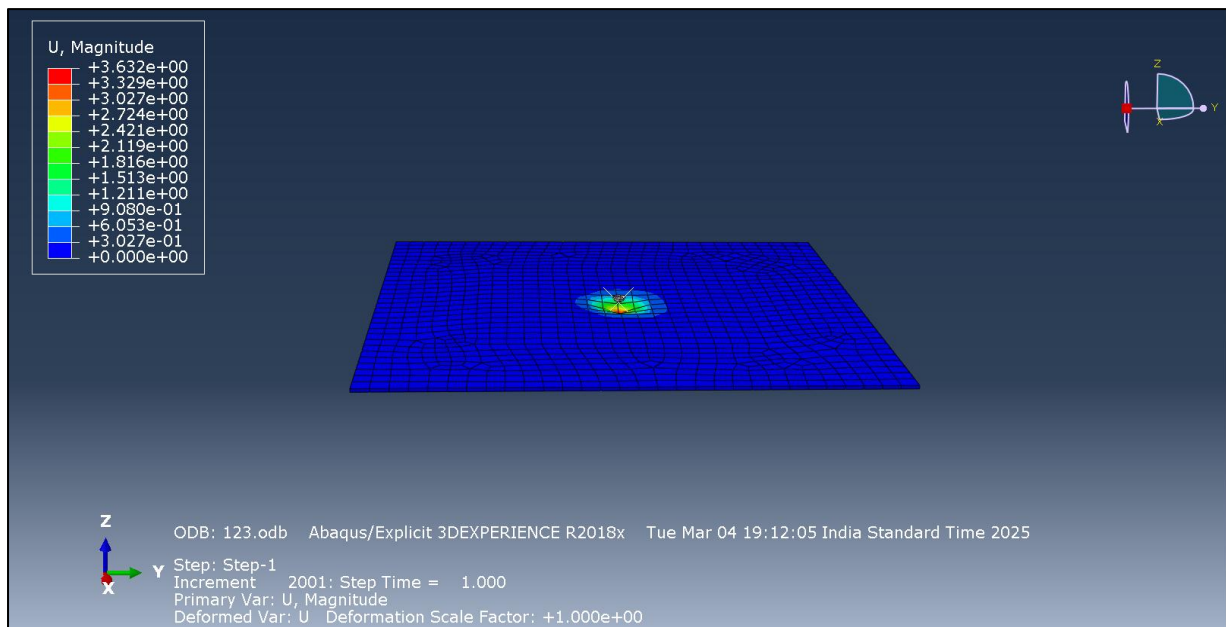 U, Magnitude
+3.632e+00
+3.329e+00
+3.027e+00
+2.724e+00
+2.421e+00
+2.119e+00
+1.816e+00
+1.513e+00
+1.211e+00
+9.080e-01
+6.053e-01
+3.027e-01
+0.000e+00
Z
Y
X
Z
Y
X
ODB: 123.odb Abaqus/Explicit 3DEXPERIENCE R2018x Tue Mar 04 19:12:05 India Standard Time 2025
Step: Step-1
Increment 2001: Step Time = 1.000
Primary Var: U, Magnitude
Deformed Var: U Deformation Scale Factor: +1.000e+00